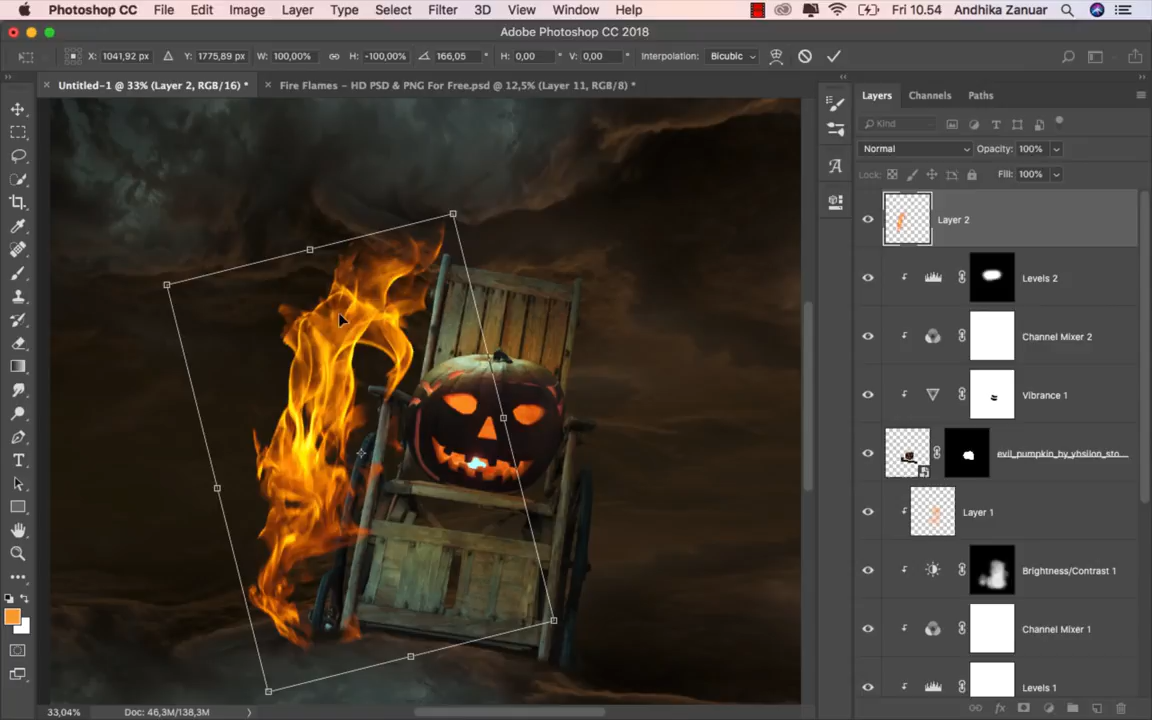 Photoshop CC File Edit Image Layer Type Select Filter 3D View Window Help Fri 10.54 Andhika Zanuar
Adobe Photoshop CC 2018
X: 1041,92 px Y: 1775,89 px W: 100,00% H: -100,00% 166,05 ° H: 0,00 ° V: 0,00 ° Interpolation: Bicubic
Untitled-1 @ 33% (Layer 2, RGB/16) * Fire Flames – HD PSD & PNG For Free.psd @ 12,5% (Layer 11, RGB/8) *
Layers Channels Paths
Kind
Normal Opacity: 100%
Lock: Fill: 100%
Layer 2
Levels 2
Channel Mixer 2
Vibrance 1
evil_pumpkin_by_ybsilon_sto...
Layer 1
Brightness/Contrast 1
Channel Mixer 1
Levels 1
33,04% Doc: 46,3M/138,3M